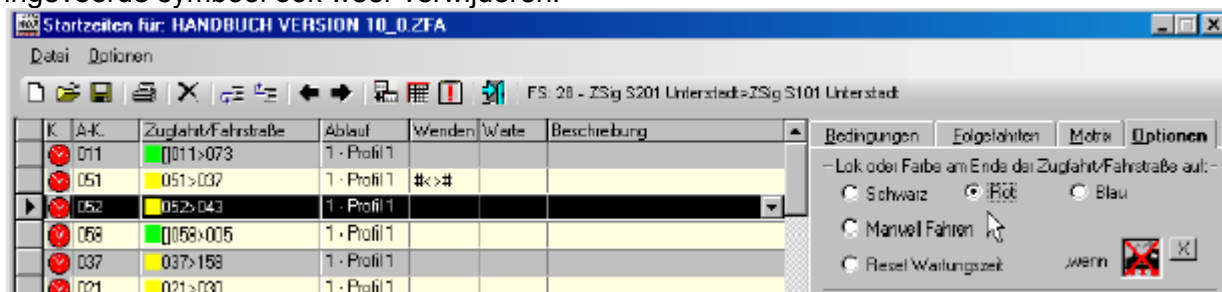 ingevoerde symbool ook weer verwijderen.
Startzeiten für: HANDBUCH VERSION 10_0.ZFA
Datei Optionen
FS: 28 - ZSig S201 Unterstadt>ZSig S101 Unterstadt
K. A-K. Zugfahrt/Fahrstraße Ablauf Wenden Warte Beschreibung
Bedingungen Folgefahrten Matrix Optionen
011 []011>073 1 - Profil 1
Lok oder Farbe am Ende der Zugfahrt/Fahrstraße auf:
051 051>037 1 - Profil 1 #<>#
Schwarz Rot Blau
052 052>043 1 - Profil 1
Manuell Fahren
058 []058>005 1 - Profil 1
037 037>158 1 - Profil 1
Reset Wartungszeit ,wenn X
021 021>030 1 - Profil 1